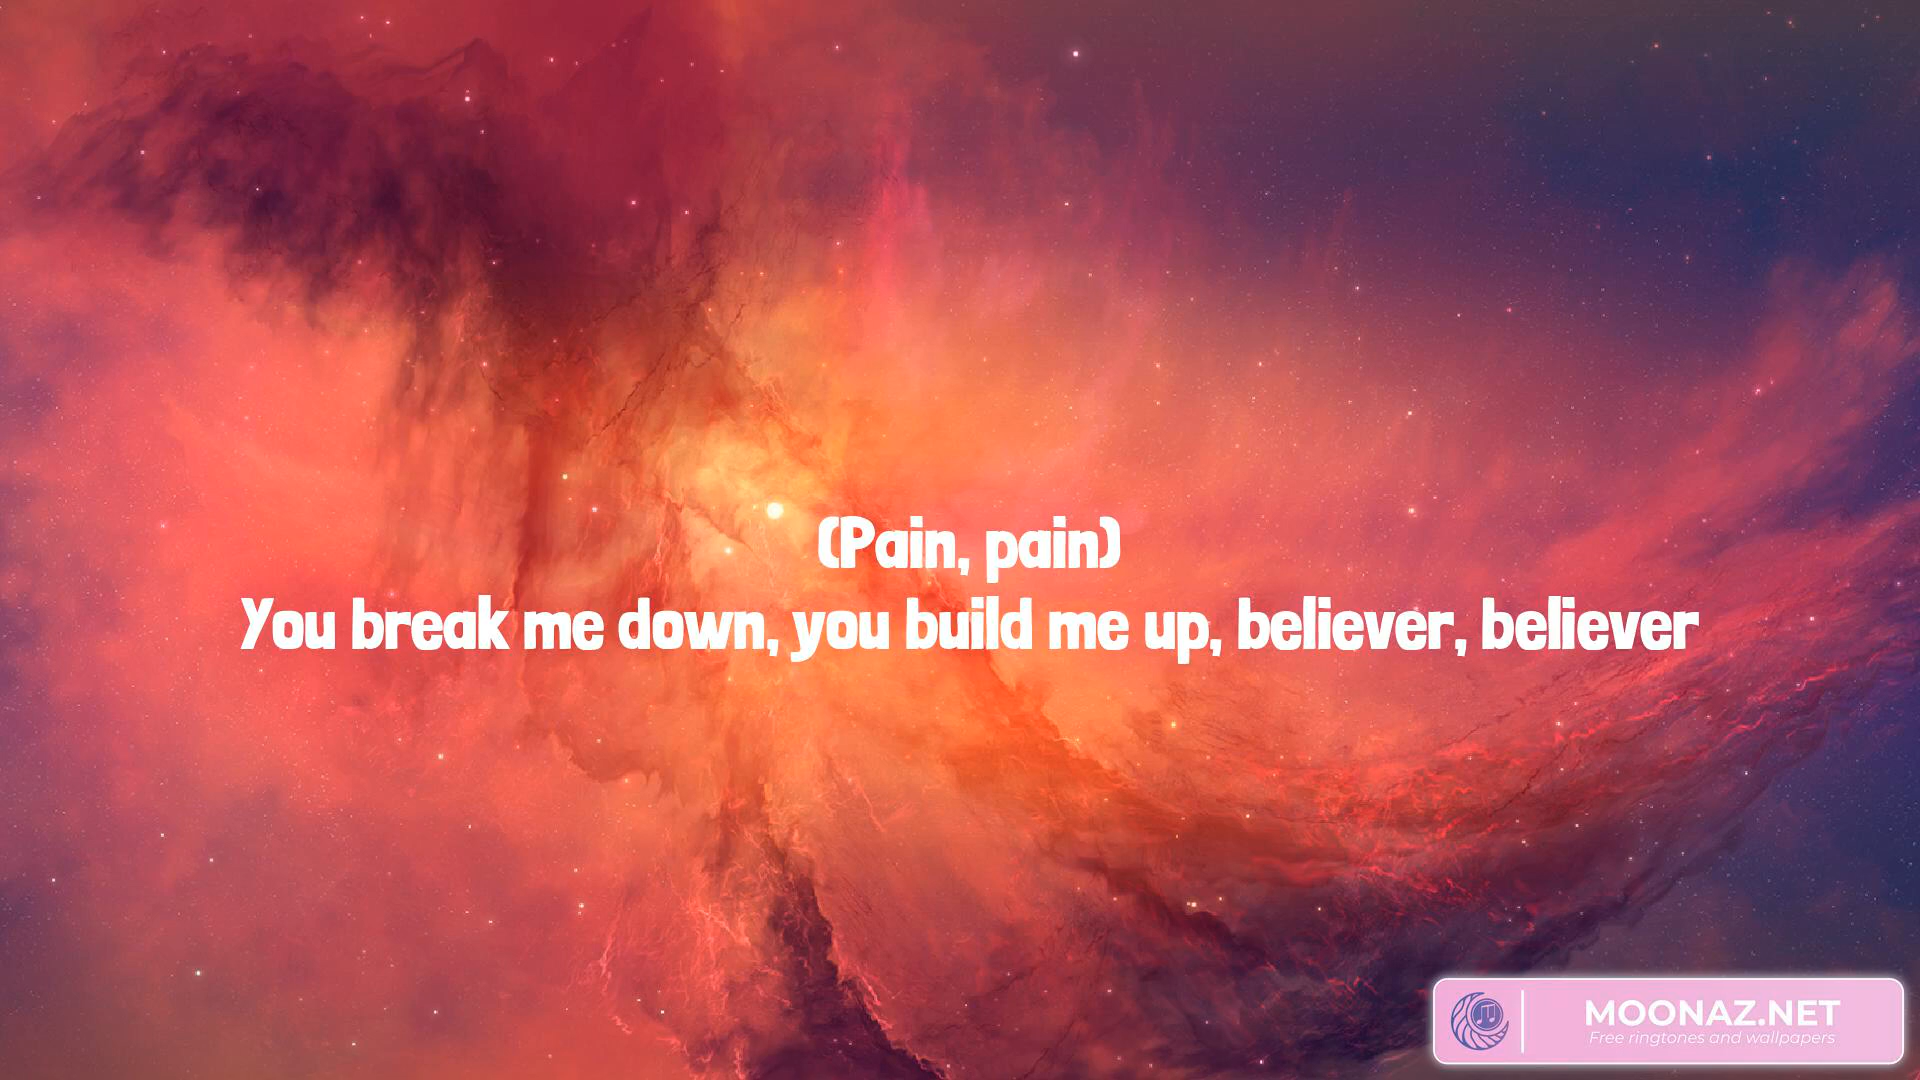 (Pain, pain)
You break me down, you build me up, believer, believer
MOONAZ.NET
Free ringtones and wallpapers